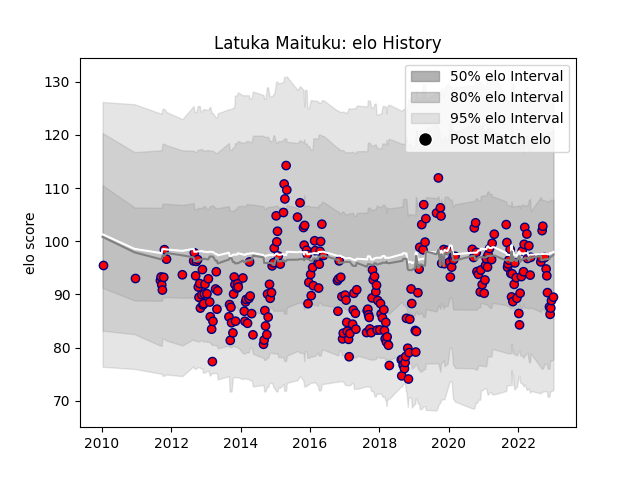 Latuka Maituku: elo History
50% elo Interval
80% elo Interval
95% elo Interval
Post Match elo
elo score
130
120
110
100
90
80
70
2010
2012
2014
2016
2018
2020
2022